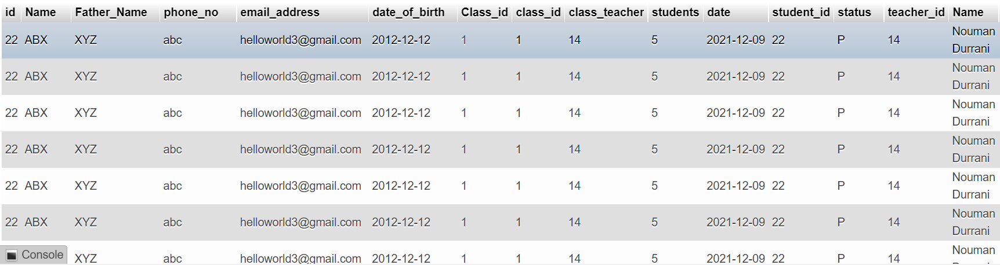 id Name Father_Name phone_no email_address date_of_birth Class_id class_id class_teacher students date student_id status teacher_id Name
22 ABX XYZ abc helloworld3@gmail.com 2012-12-12 1 1 14 5 2021-12-09 22 P 14 Nouman
Durrani
22 ABX XYZ abc helloworld3@gmail.com 2012-12-12 1 1 14 5 2021-12-09 22 P 14 Nouman
Durrani
22 ABX XYZ abc helloworld3@gmail.com 2012-12-12 1 1 14 5 2021-12-09 22 P 14 Nouman
Durrani
22 ABX XYZ abc helloworld3@gmail.com 2012-12-12 1 1 14 5 2021-12-09 22 P 14 Nouman
Durrani
22 ABX XYZ abc helloworld3@gmail.com 2012-12-12 1 1 14 5 2021-12-09 22 P 14 Nouman
Durrani
22 ABX XYZ abc helloworld3@gmail.com 2012-12-12 1 1 14 5 2021-12-09 22 P 14 Nouman
Durrani
Console XYZ abc helloworld3@gmail.com 2012-12-12 1 1 14 5 2021-12-09 22 P 14 Nouman